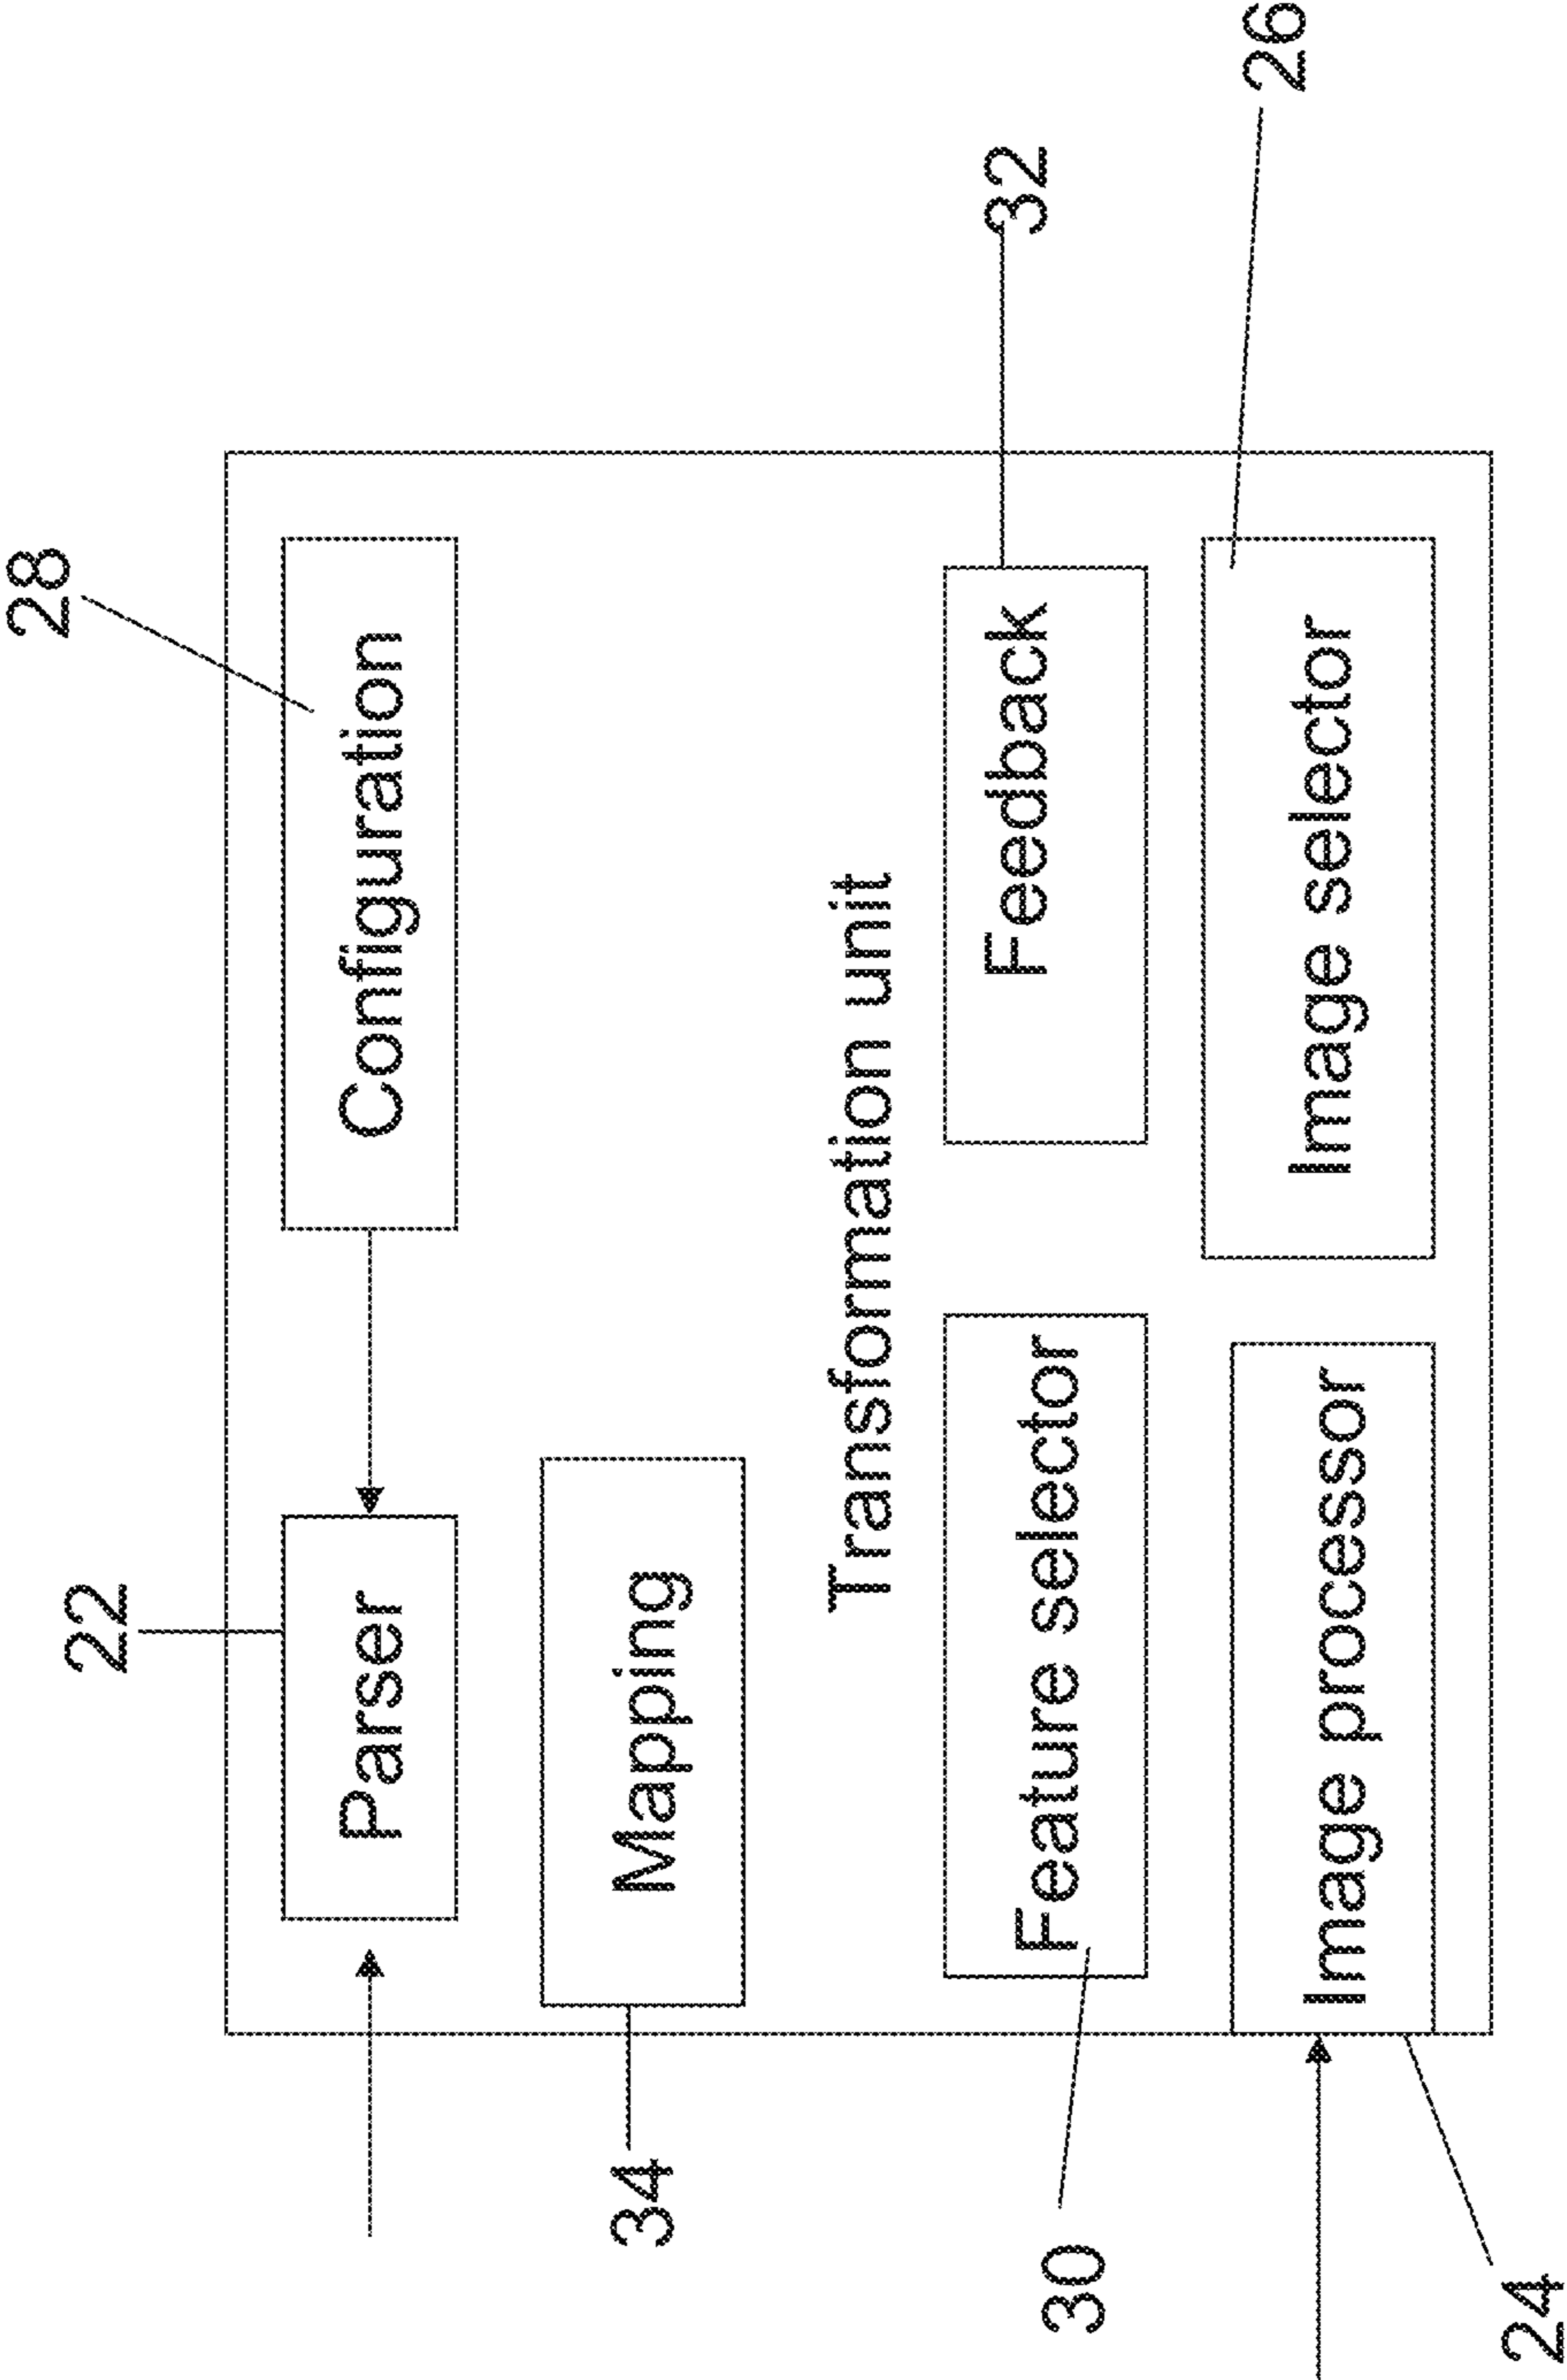 22
28
Parser
Configuration
34
Mapping
Transformation unit
32
30
Feature selector
Feedback
Image processor
Image selector
26
24